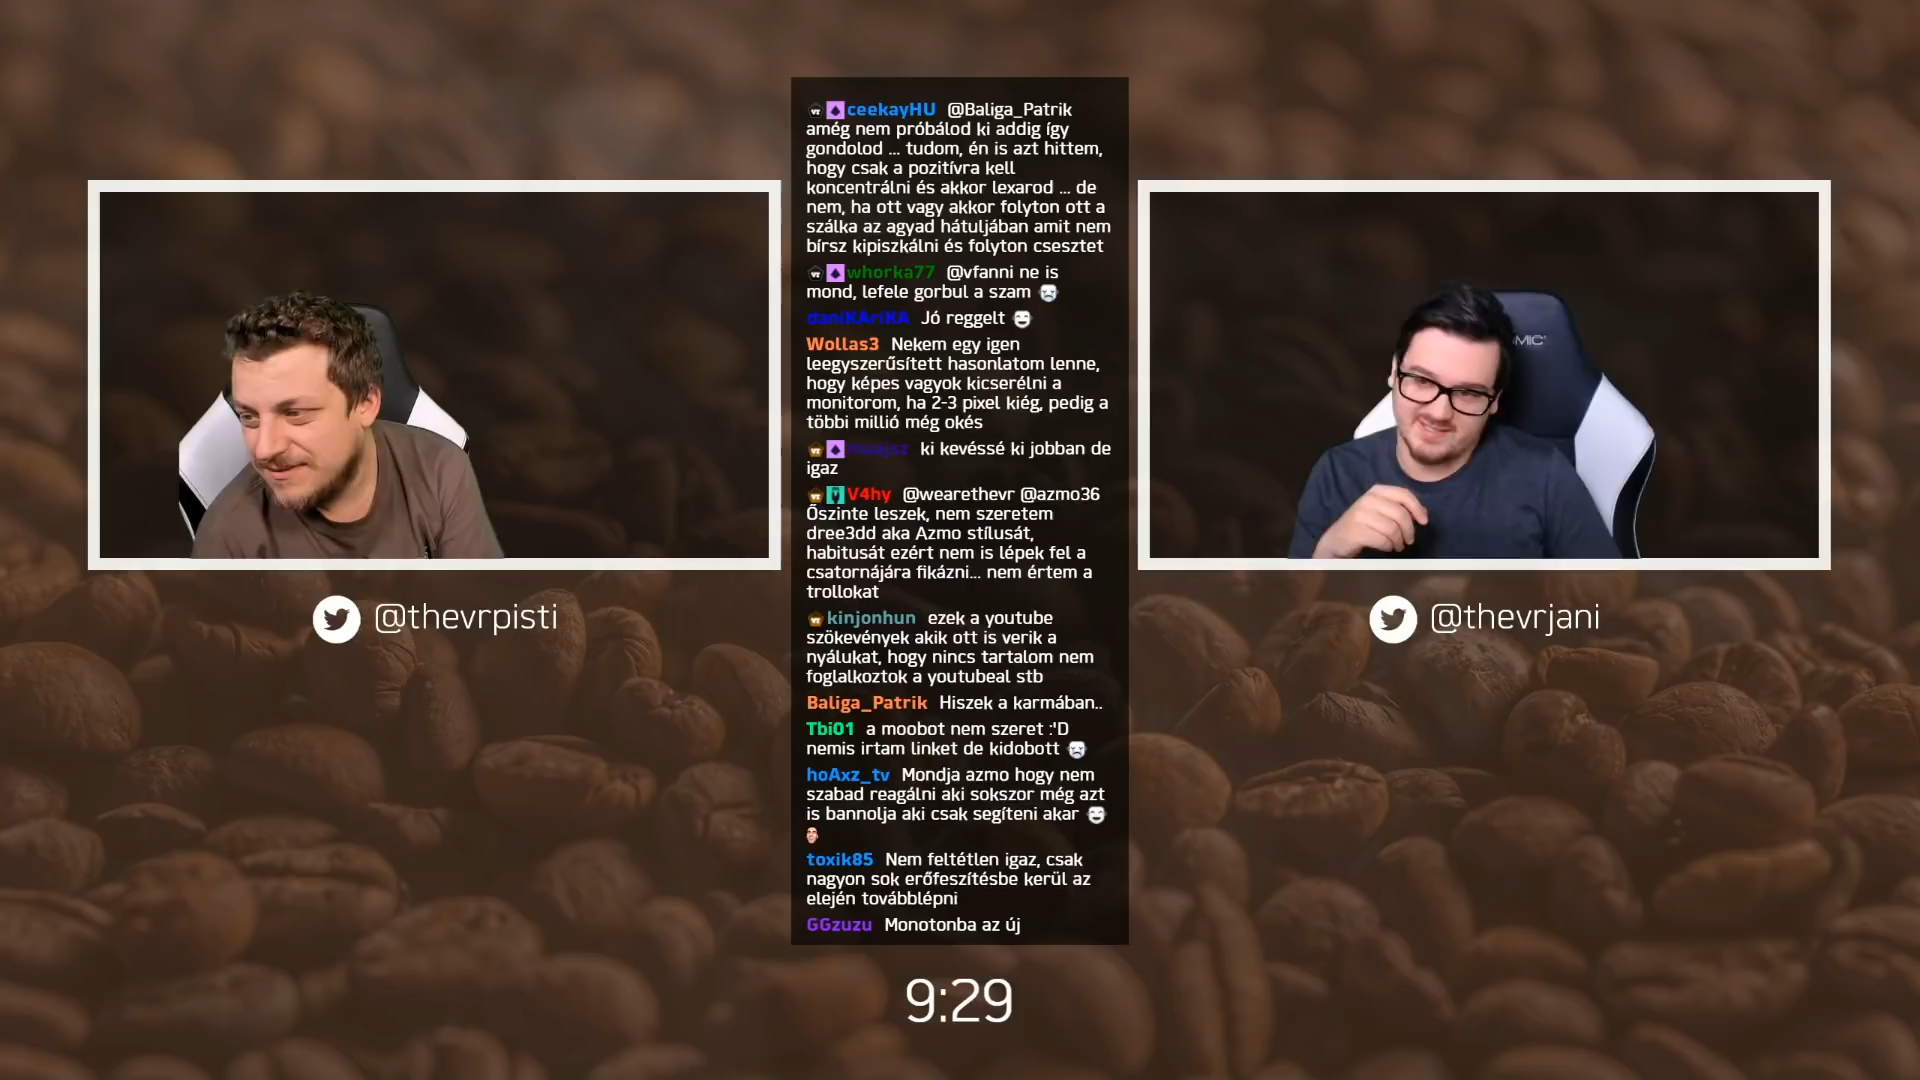 ceekayHU @Baliga_Patrik
amég nem próbálod ki addig így
gondolod ... tudom, én is azt hittem,
hogy csak a pozitívra kell
koncentrálni és akkor lexarod ... de
nem, ha ott vagy akkor folyton ott a
szálka az agyad hátuljában amit nem
bírsz kipiszkálni és folyton csesztet
whorka77 @vfanni ne is
mond, lefele gorbul a szam
daniKAriKA Jó reggelt
Wollas3 Nekem egy igen
leegyszerűsített hasonlatom lenne,
hogy képes vagyok kicserélni a
monitorom, ha 2-3 pixel kiég, pedig a
többi millió még okés
ki kevéssé ki jobban de
igaz
V4hy @wearethevr @azmo36
Őszinte leszek, nem szeretem
dree3dd aka Azmo stílusát,
habitusát ezért nem is lépek fel a
csatornájára fikázni... nem értem a
trollokat
kinjonhun ezek a youtube
szökevények akik ott is verik a
nyálukat, hogy nincs tartalom nem
foglalkoztok a youtubeal stb
Baliga_Patrik Hiszek a karmában..
Tbi01 a moobot nem szeret :'D
nemis irtam linket de kidobott
hoAxz_tv Mondja azmo hogy nem
szabad reagálni aki sokszor még azt
is bannolja aki csak segíteni akar
toxik85 Nem feltétlen igaz, csak
nagyon sok erőfeszítésbe kerül az
elején továbblépni
GGzuzu Monotonba az új
@thevrpisti
@thevrjani
9:29